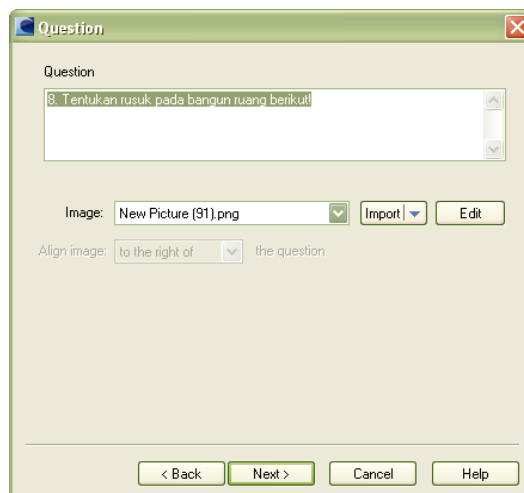 Question
Question
8. Tentukan rusuk pada bangun ruang berikut!
Image: New Picture (91).png Import Edit
Align image: to the right of the question
< Back Next > Cancel Help